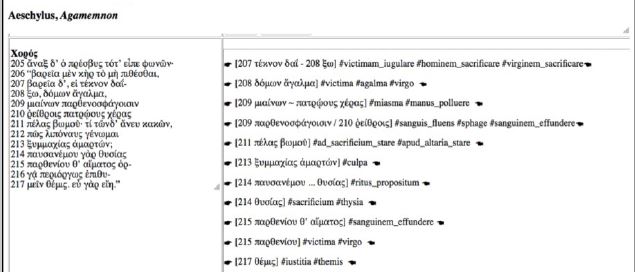 Aeschylus, Agamemnon
Χορός
205 ἄναξ δ' ὁ πρέσβυς τότ' εἶπε φωνῶν·
206 "βαρεῖα μὲν κὴρ τὸ μὴ πιθέσθαι,
207 βαρεῖα δ', εἰ τέκνον δαΐ-
208 ξω, δόμων ἄγαλμα,
209 μιαίνων παρθενοσφάγοισιν
210 ῥείθροις πατρῴους χέρας
211 πέλας βωμοῦ· τί τῶνδ' ἄνευ κακῶν,
212 πῶς λιπόναυς γένωμαι
213 ξυμμαχίας ἁμαρτών;
214 παυσανέμου γὰρ θυσίας
215 παρθενίου θ' αἵματος ὀρ-
216 γᾷ περιόργως ἐπιθυ-
217 μεῖν θέμις. εὖ γὰρ εἴη."
☛ [207 τέκνον δαΐ - 208 ξω] #victimam_iugulare #hominem_sacrificare #virginem_sacrificare ☚
☛ [208 δόμων ἄγαλμα] #victima #agalma #virgo ☚
☛ [209 μιαίνων ~ πατρῴους χέρας] #miasma #manus_polluere ☚
☛ [209 παρθενοσφάγοισιν / 210 ῥείθροις] #sanguis_fluens #sphage #sanguinem_effundere ☚
☛ [211 πέλας βωμοῦ] #ad_sacrificium_stare #apud_altaria_stare ☚
☛ [213 ξυμμαχίας ἁμαρτών] #culpa ☚
☛ [214 παυσανέμου ... θυσίας] #ritus_propositum ☚
☛ [214 θυσίας] #sacrificium #thysia ☚
☛ [215 παρθενίου θ' αἵματος] #sanguinem_effundere ☚
☛ [215 παρθενίου] #victima #virgo ☚
☛ [217 θέμις] #iustitia #themis ☚